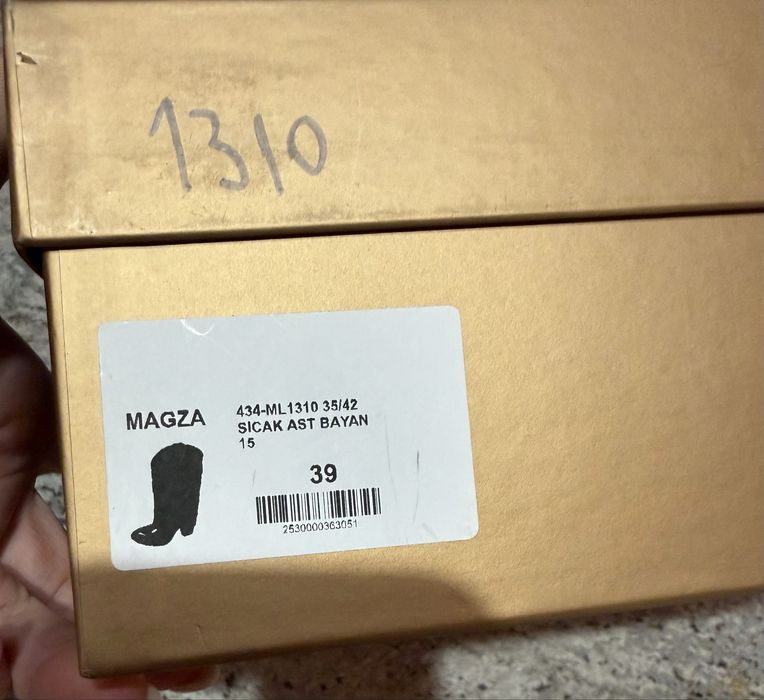 1310
MAGZA
434-ML1310 35/42
SICAK AST BAYAN
15
39
2530000363051